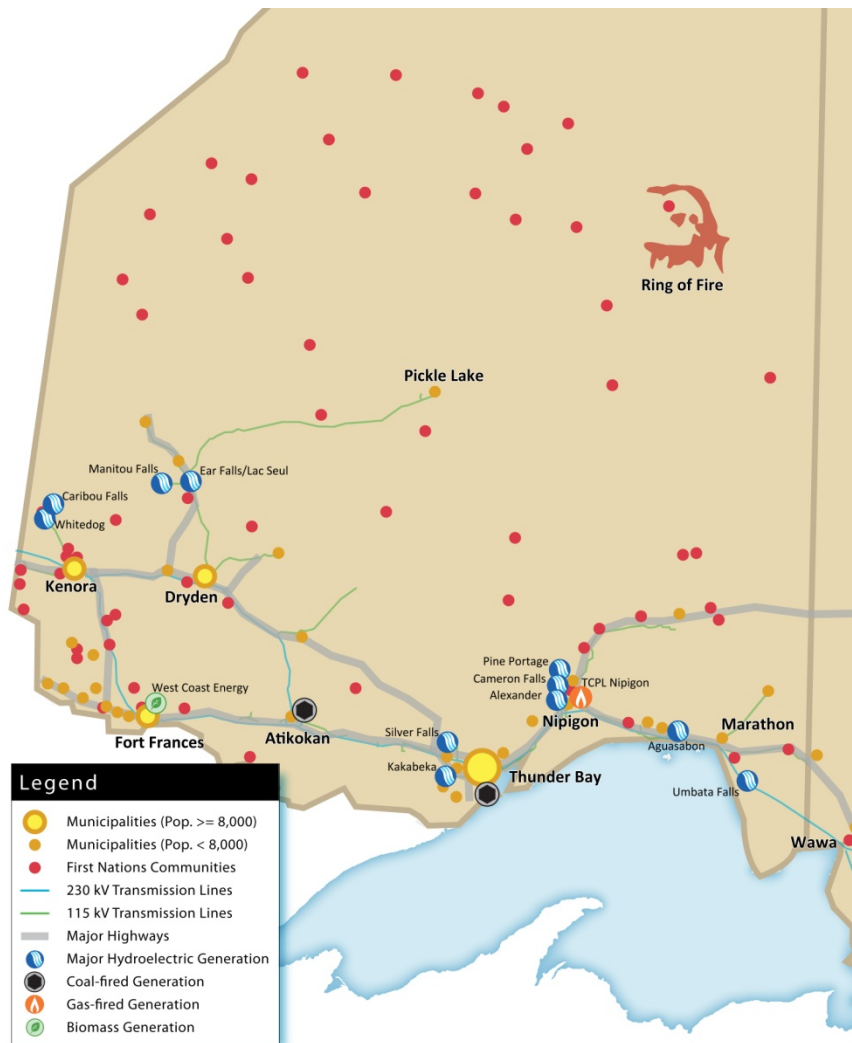 Ring of Fire
Pickle Lake
Manitou Falls
Ear Falls/Lac Seul
Caribou Falls
Whitedog
Kenora
Dryden
Pine Portage
Cameron Falls
TCPL Nipigon
Alexander
West Coast Energy
Nipigon
Fort Frances
Atikokan
Silver Falls
Marathon
Aguasabon
Kakabeka
Thunder Bay
Umbata Falls
Wawa
Legend
Municipalities (Pop. >= 8,000)
Municipalities (Pop. < 8,000)
First Nations Communities
230 kV Transmission Lines
115 kV Transmission Lines
Major Highways
Major Hydroelectric Generation
Coal-fired Generation
Gas-fired Generation
Biomass Generation